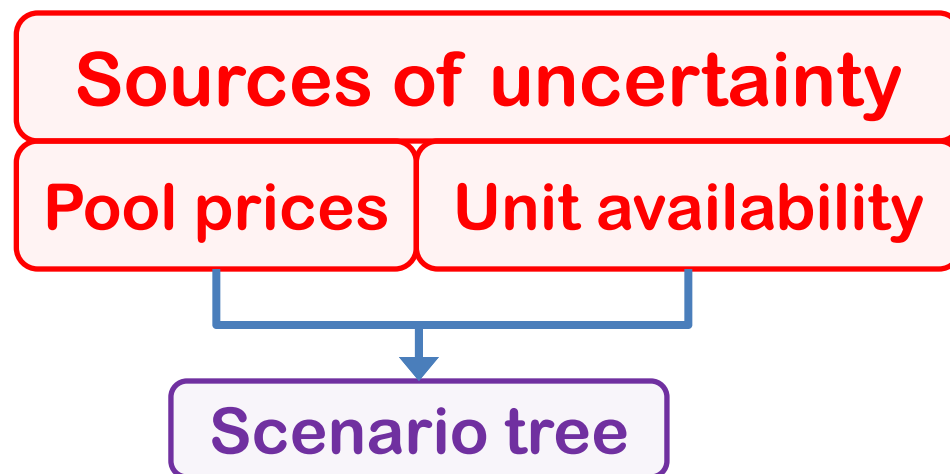 Sources of uncertainty
Pool prices
Unit availability
Scenario tree